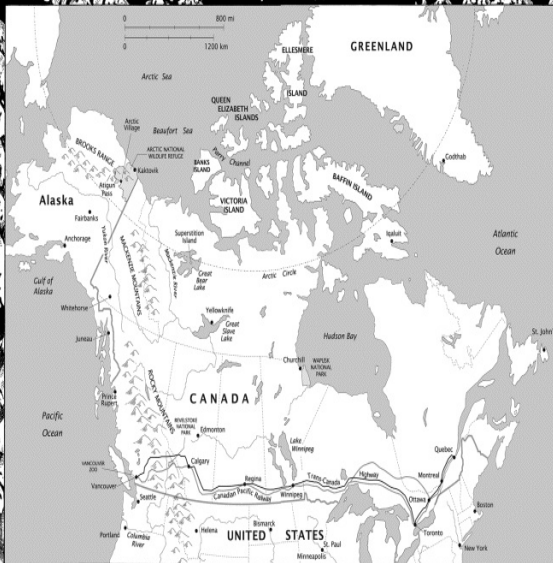 0
800 mi
0
1200 km
Arctic Sea
ELLESMERE
ISLAND
GREENLAND
QUEEN
ELIZABETH
ISLANDS
Arctic
Village
Beaufort Sea
BROOKS RANGE
ARCTIC NATIONAL
WILDLIFE REFUGE
Kaktovik
Atigun
Pass
BANKS
ISLAND
Parry Channel
VICTORIA
ISLAND
BAFFIN ISLAND
Godthab
Alaska
Fairbanks
Anchorage
Yukon River
MACKENZIE MOUNTAINS
Mackenzie River
Superstition
Island
Great
Bear
Lake
Arctic Circle
Iqaluit
Atlantic
Ocean
Gulf of
Alaska
Whitehorse
Juneau
Yellowknife
Great
Slave
Lake
Hudson Bay
St. John
Churchill
WAPUSK
NATIONAL
PARK
Prince
Rupert
ROCKY MOUNTAINS
CANADA
Pacific
Ocean
REVELSTOKE
NATIONAL
PARK
Edmonton
Lake
Winnipeg
VANCOUVER
ZOO
Vancouver
Calgary
Regina
Winnipeg
Trans-Canada Highway
Canadian Pacific Railway
Quebec
Montreal
Ottawa
Toronto
Seattle
Portland
Columbia
River
Helena
Bismarck
UNITED STATES
St. Paul
Minneapolis
Boston
New York